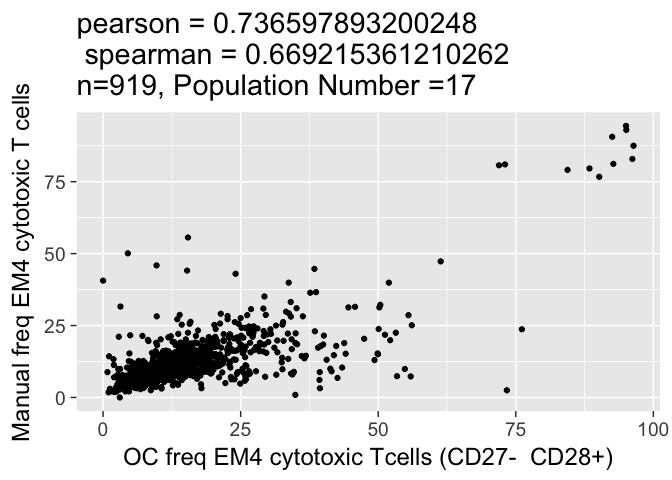 pearson = 0.736597893200248
spearman = 0.669215361210262
n=919, Population Number =17
Manual freq EM4 cytotoxic T cells
75
50
25
0
0 25 50 75 100
OC freq EM4 cytotoxic Tcells (CD27-  CD28+)